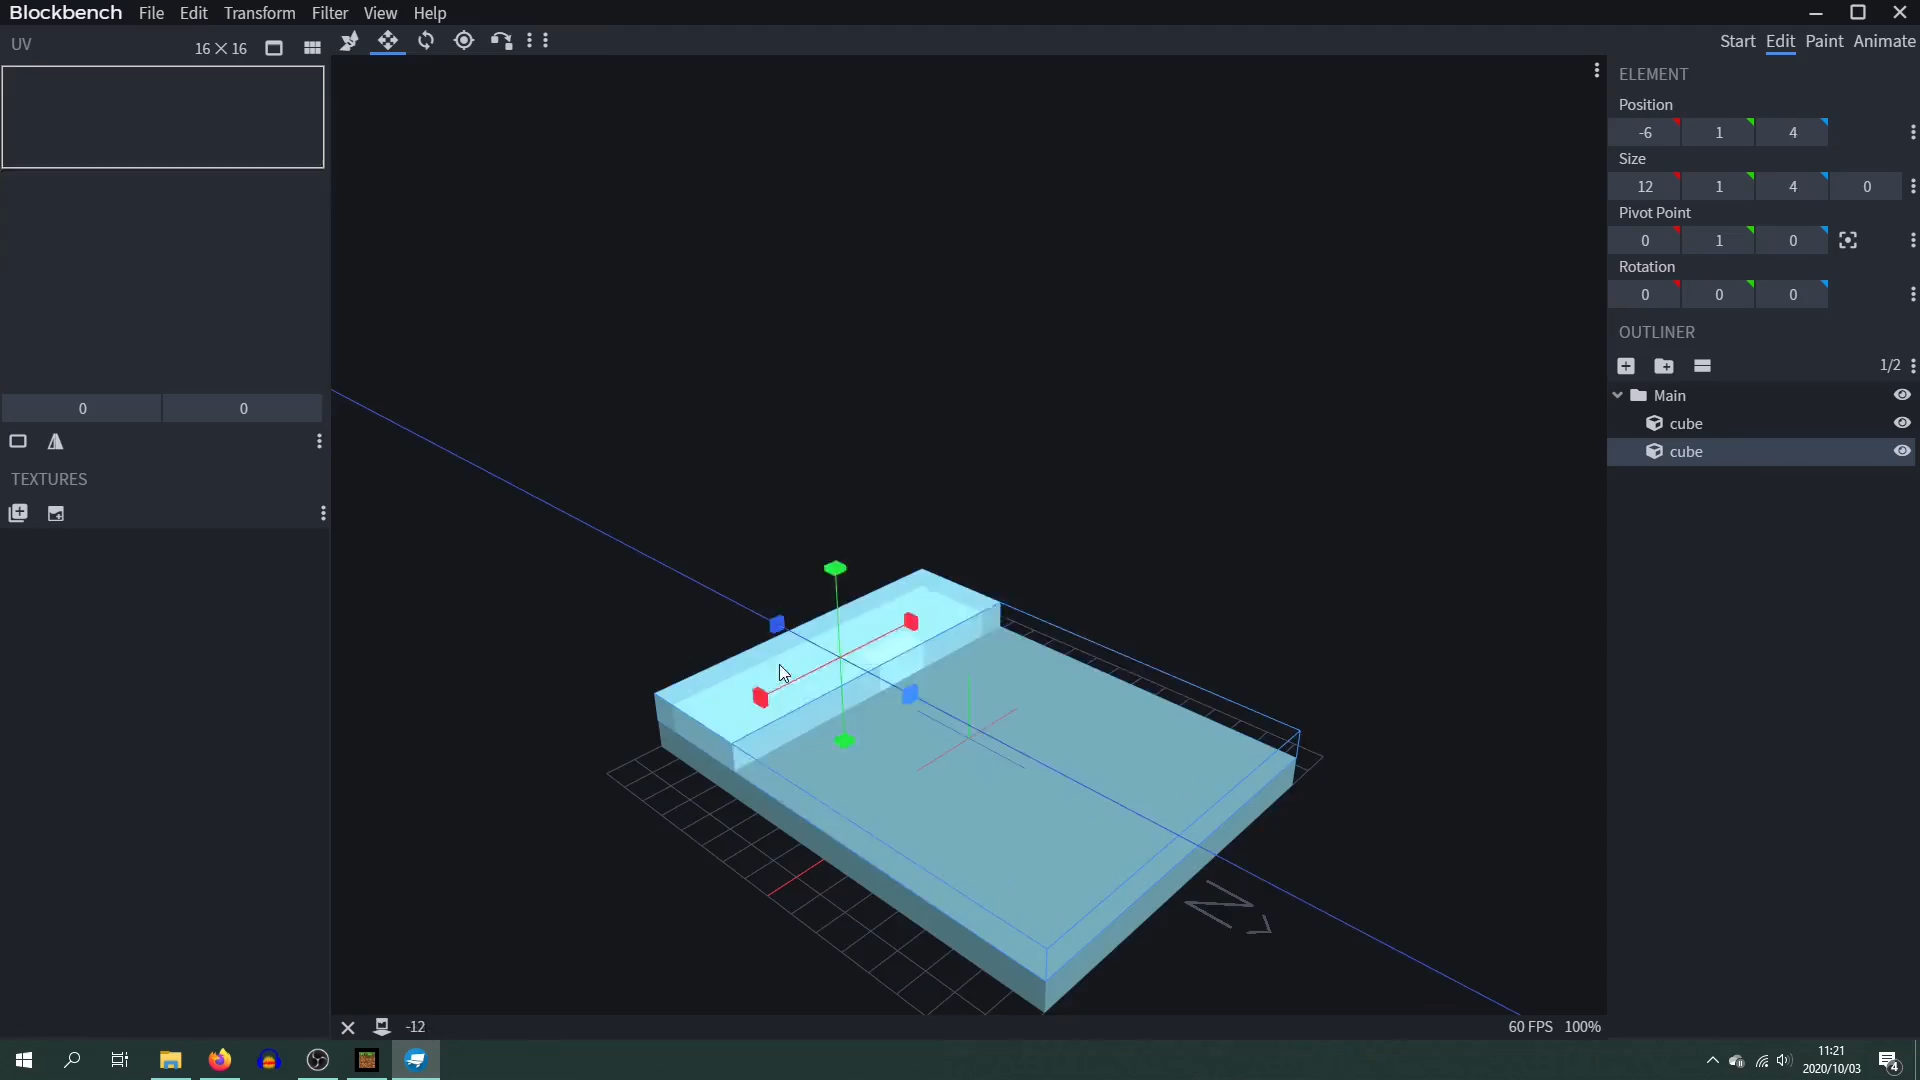 Blockbench File Edit Transform Filter View Help
UV 16×16
Start Edit Paint Animate
ELEMENT
Position
-6 1 4
Size
12 1 4 0
Pivot Point
0 1 0
Rotation
0 0 0
OUTLINER
1/2
Main
cube
cube
0 0
TEXTURES
N
-12
60 FPS 100%
11:21
2020/10/03
4